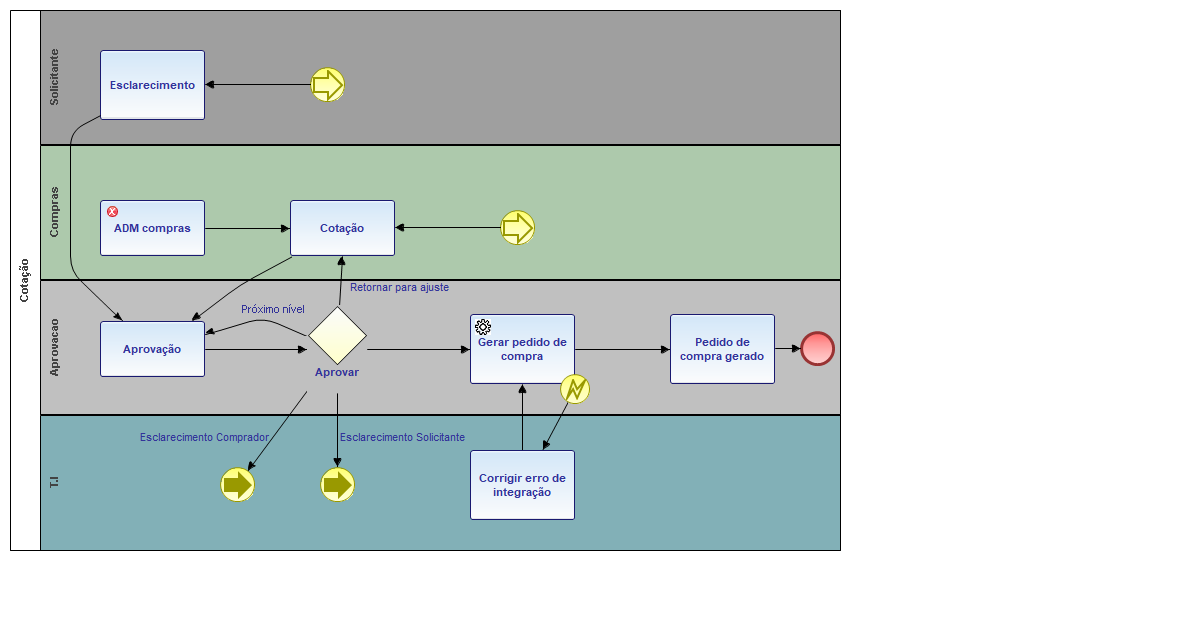 Cotação
Solicitante
Esclarecimento
Compras
ADM compras
Cotação
Retornar para ajuste
Aprovacao
Próximo nível
Aprovação
Aprovar
Gerar pedido de
compra
Pedido de
compra gerado
T.I
Esclarecimento Comprador
Esclarecimento Solicitante
Corrigir erro de
integração